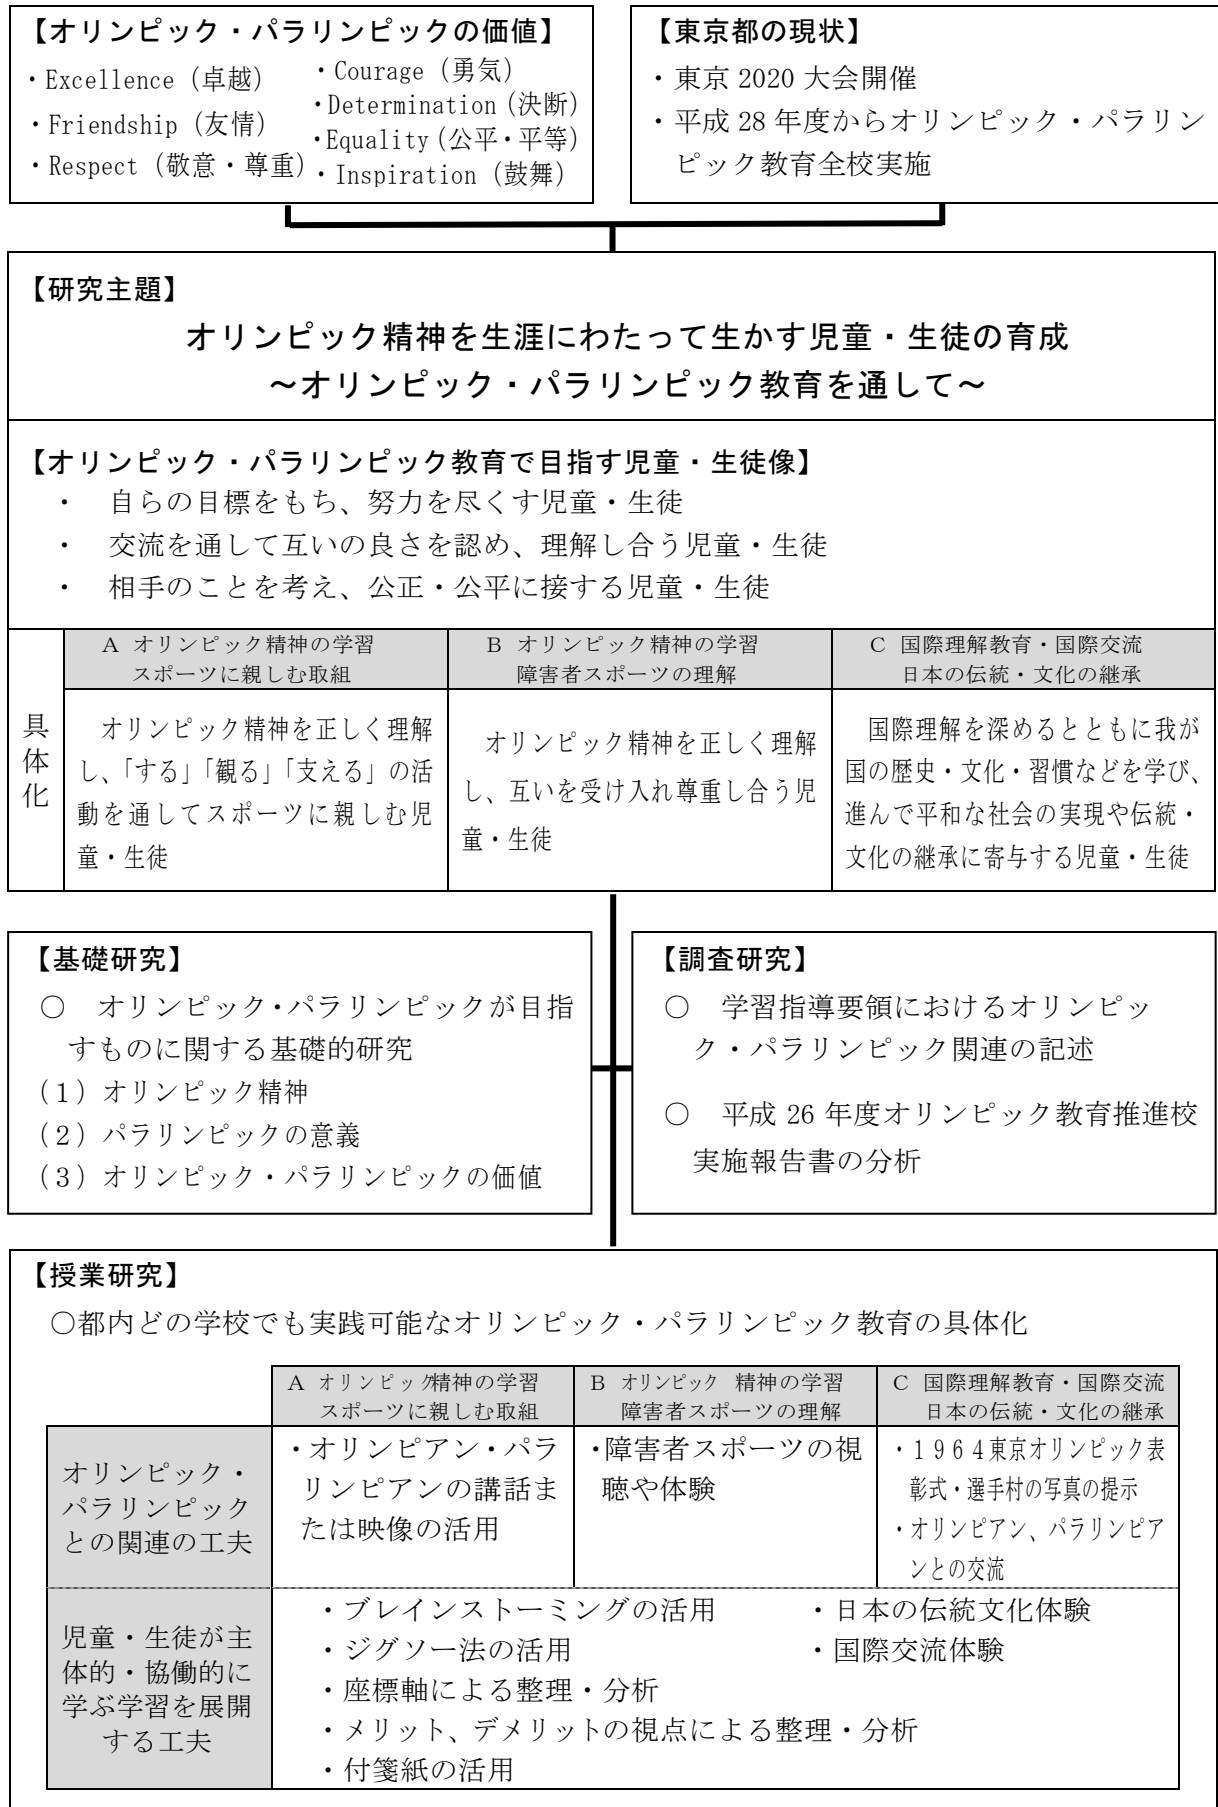 【オリンピック・パラリンピックの価値】
・Excellence（卓越）
・Friendship（友情）
・Respect（敬意・尊重）
・Courage（勇気）
・Determination（決断）
・Equality（公平・平等）
・Inspiration（鼓舞）
【東京都の現状】
・東京 2020 大会開催
・平成 28 年度からオリンピック・パラリン
ピック教育全校実施
【研究主題】
オリンピック精神を生涯にわたって生かす児童・生徒の育成
～オリンピック・パラリンピック教育を通して～
【オリンピック・パラリンピック教育で目指す児童・生徒像】
・　自らの目標をもち、努力を尽くす児童・生徒
・　交流を通して互いの良さを認め、理解し合う児童・生徒
・　相手のことを考え、公正・公平に接する児童・生徒
具体化
A オリンピック精神の学習
スポーツに親しむ取組
B オリンピック精神の学習
障害者スポーツの理解
C 国際理解教育・国際交流
日本の伝統・文化の継承
オリンピック精神を正しく理解
し、「する」「観る」「支える」の活
動を通してスポーツに親しむ児
童・生徒
オリンピック精神を正しく理解
し、互いを受け入れ尊重し合う児
童・生徒
国際理解を深めるとともに我が
国の歴史・文化・習慣などを学び、
進んで平和な社会の実現や伝統・
文化の継承に寄与する児童・生徒
【基礎研究】
○　オリンピック・パラリンピックが目指
すものに関する基礎的研究
（１）オリンピック精神
（２）パラリンピックの意義
（３）オリンピック・パラリンピックの価値
【調査研究】
○　学習指導要領におけるオリンピッ
ク・パラリンピック関連の記述
○　平成 26 年度オリンピック教育推進校
実施報告書の分析
【授業研究】
○都内どの学校でも実践可能なオリンピック・パラリンピック教育の具体化
A オリンピック精神の学習
スポーツに親しむ取組
B オリンピック 精神の学習
障害者スポーツの理解
C 国際理解教育・国際交流
日本の伝統・文化の継承
オリンピック・
パラリンピック
との関連の工夫
・オリンピアン・パラ
リンピアンの講話ま
たは映像の活用
・障害者スポーツの視
聴や体験
・１９６４東京オリンピック表
彰式・選手村の写真の提示
・オリンピアン、パラリンピア
ンとの交流
児童・生徒が主
体的・協働的に
学ぶ学習を展開
する工夫
・ブレインストーミングの活用
・ジグソー法の活用
・座標軸による整理・分析
・メリット、デメリットの視点による整理・分析
・付箋紙の活用
・日本の伝統文化体験
・国際交流体験